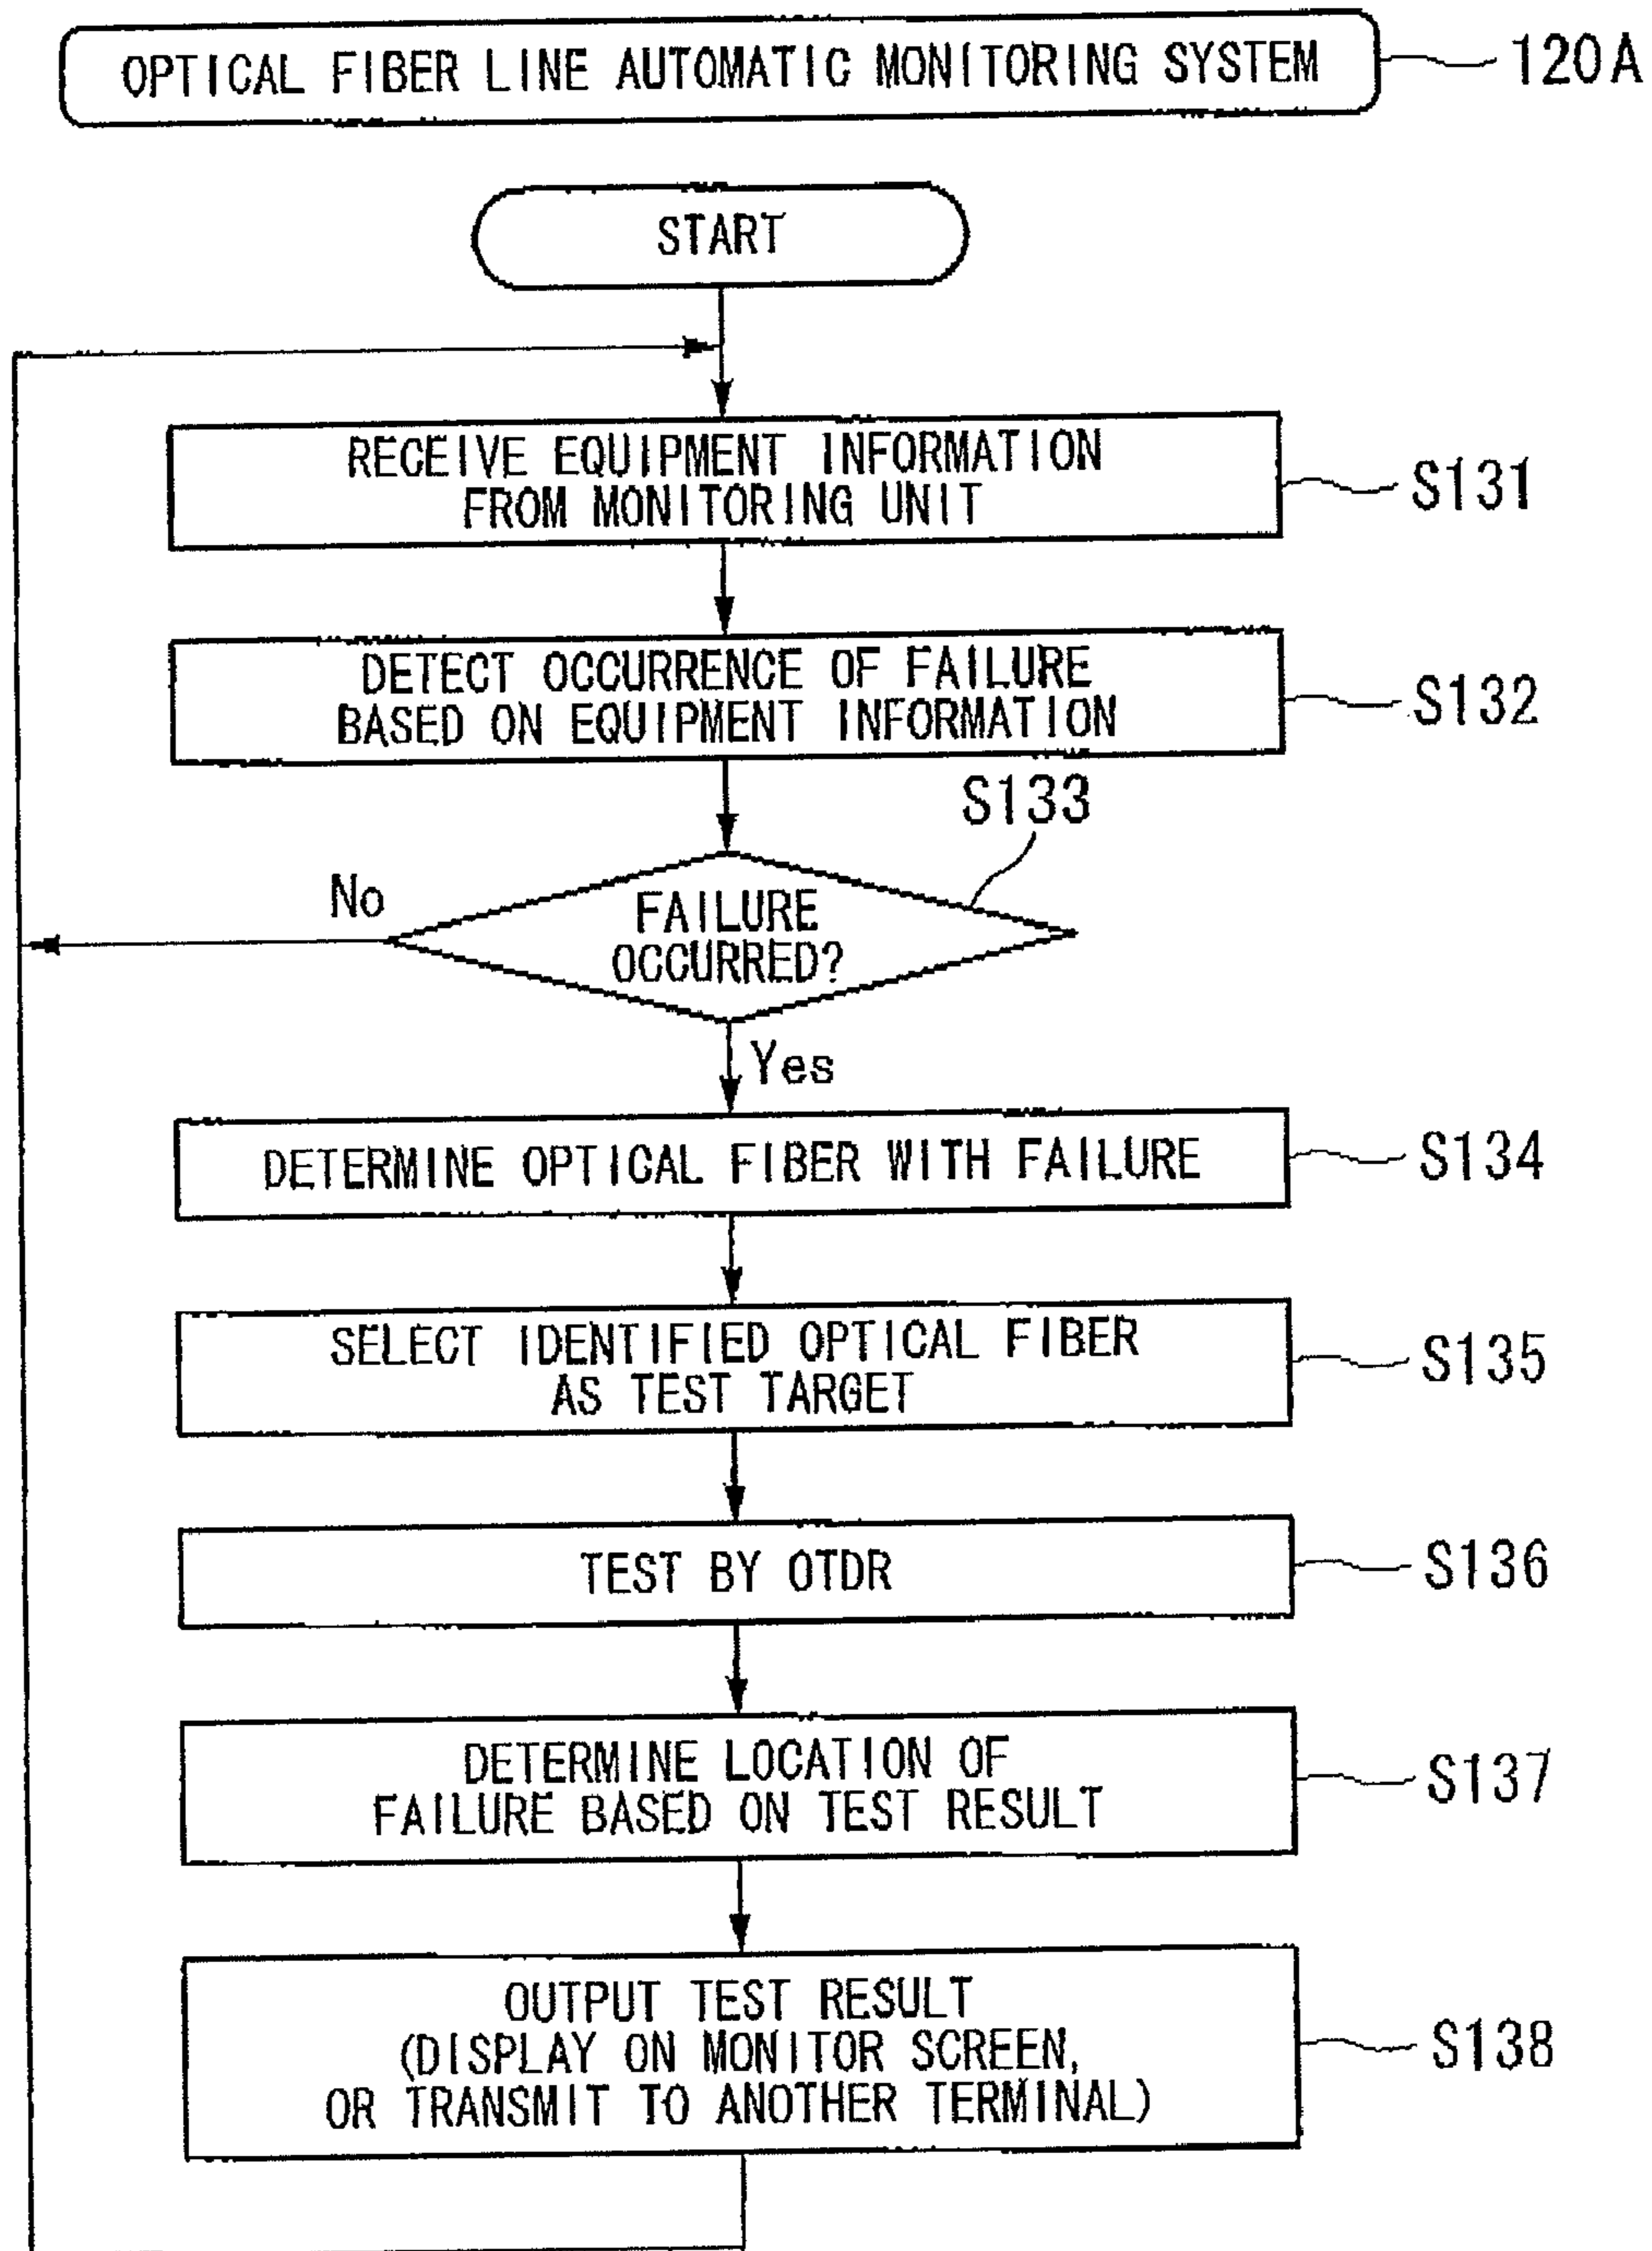 OPTICAL FIBER LINE AUTOMATIC MONITORING SYSTEM
120A
START
RECEIVE EQUIPMENT INFORMATION
FROM MONITORING UNIT
S131
DETECT OCCURRENCE OF FAILURE
BASED ON EQUIPMENT INFORMATION
S132
S133
No
FAILURE
OCCURRED?
Yes
DETERMINE OPTICAL FIBER WITH FAILURE
S134
SELECT IDENTIFIED OPTICAL FIBER
AS TEST TARGET
S135
TEST BY OTDR
S136
DETERMINE LOCATION OF
FAILURE BASED ON TEST RESULT
S137
OUTPUT TEST RESULT
(DISPLAY ON MONITOR SCREEN,
OR TRANSMIT TO ANOTHER TERMINAL)
S138